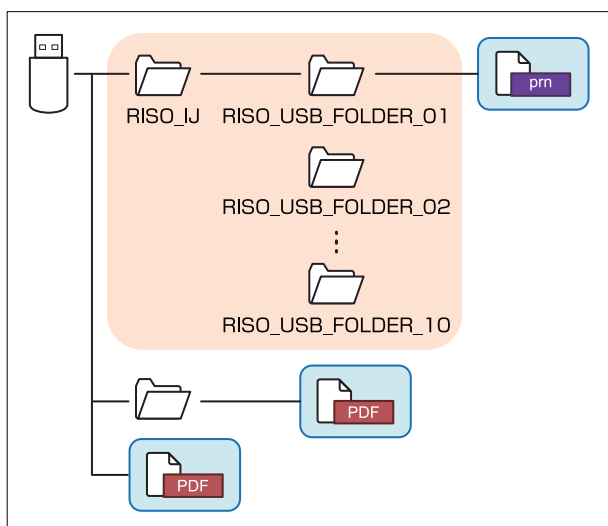 prn
RISO_IJ
RISO_USB_FOLDER_01
RISO_USB_FOLDER_02
RISO_USB_FOLDER_10
PDF
PDF